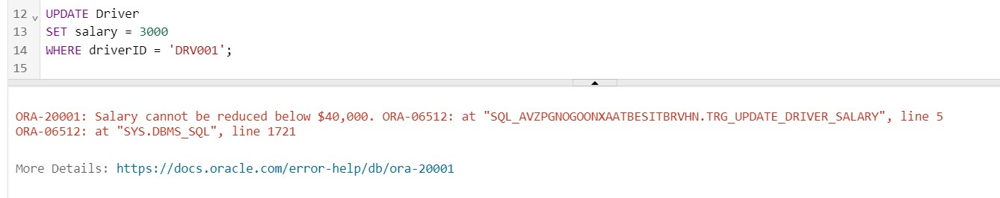 12 UPDATE Driver
13 SET salary = 3000
14 WHERE driverID = 'DRV001';
15
ORA-20001: Salary cannot be reduced below $40,000. ORA-06512: at "SQL_AVZPGNOGOONXAATBESITBRVHN.TRG_UPDATE_DRIVER_SALARY", line 5
ORA-06512: at "SYS.DBMS_SQL", line 1721
More Details: https://docs.oracle.com/error-help/db/ora-20001